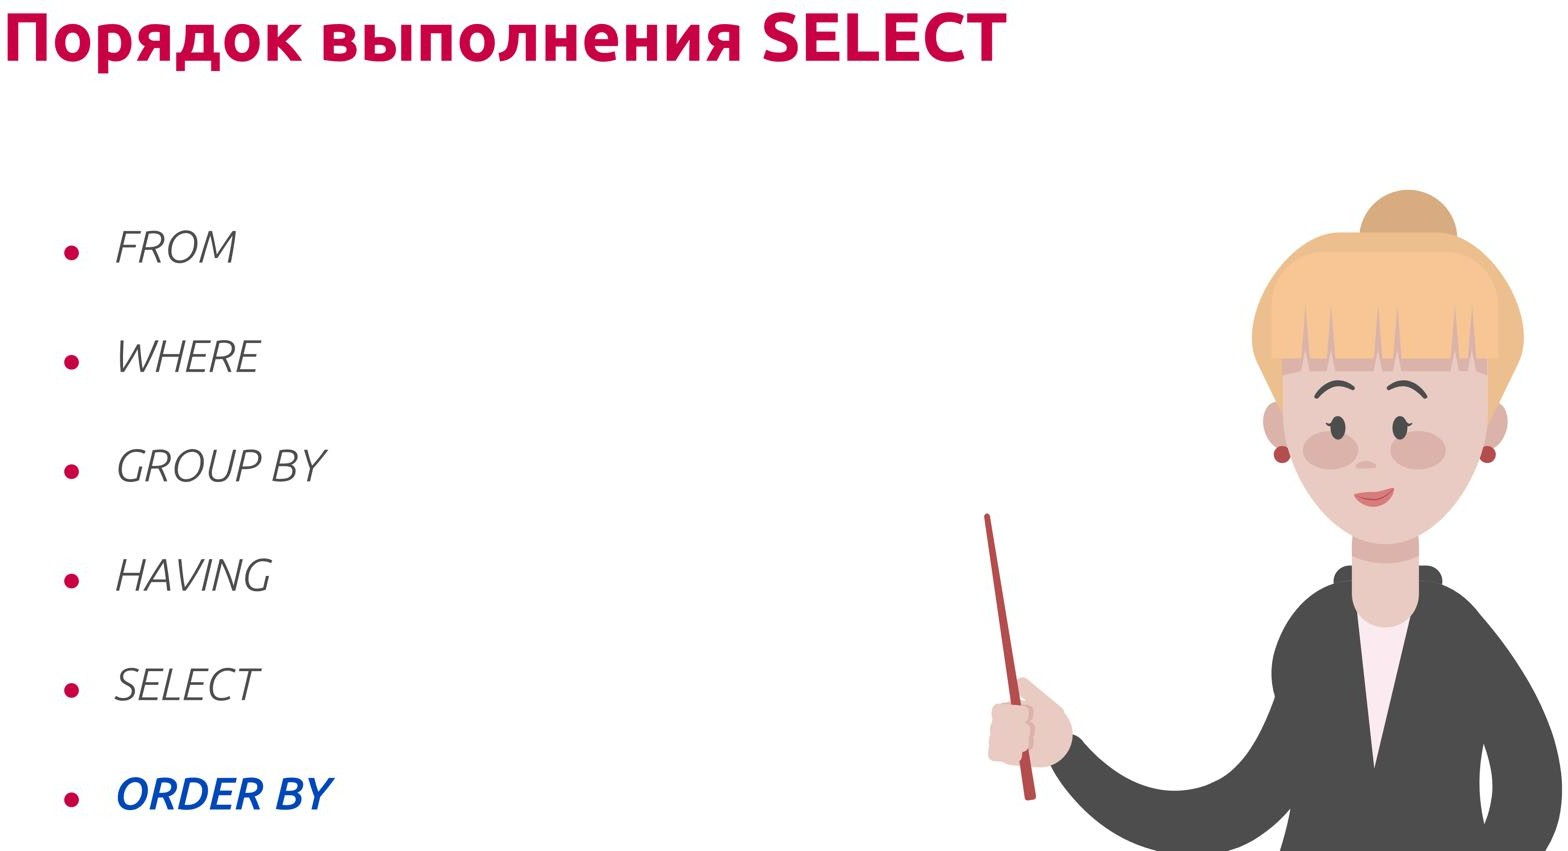 Порядок выполнения SELECT
FROM
WHERE
GROUP BY
HAVING
SELECT
ORDER BY